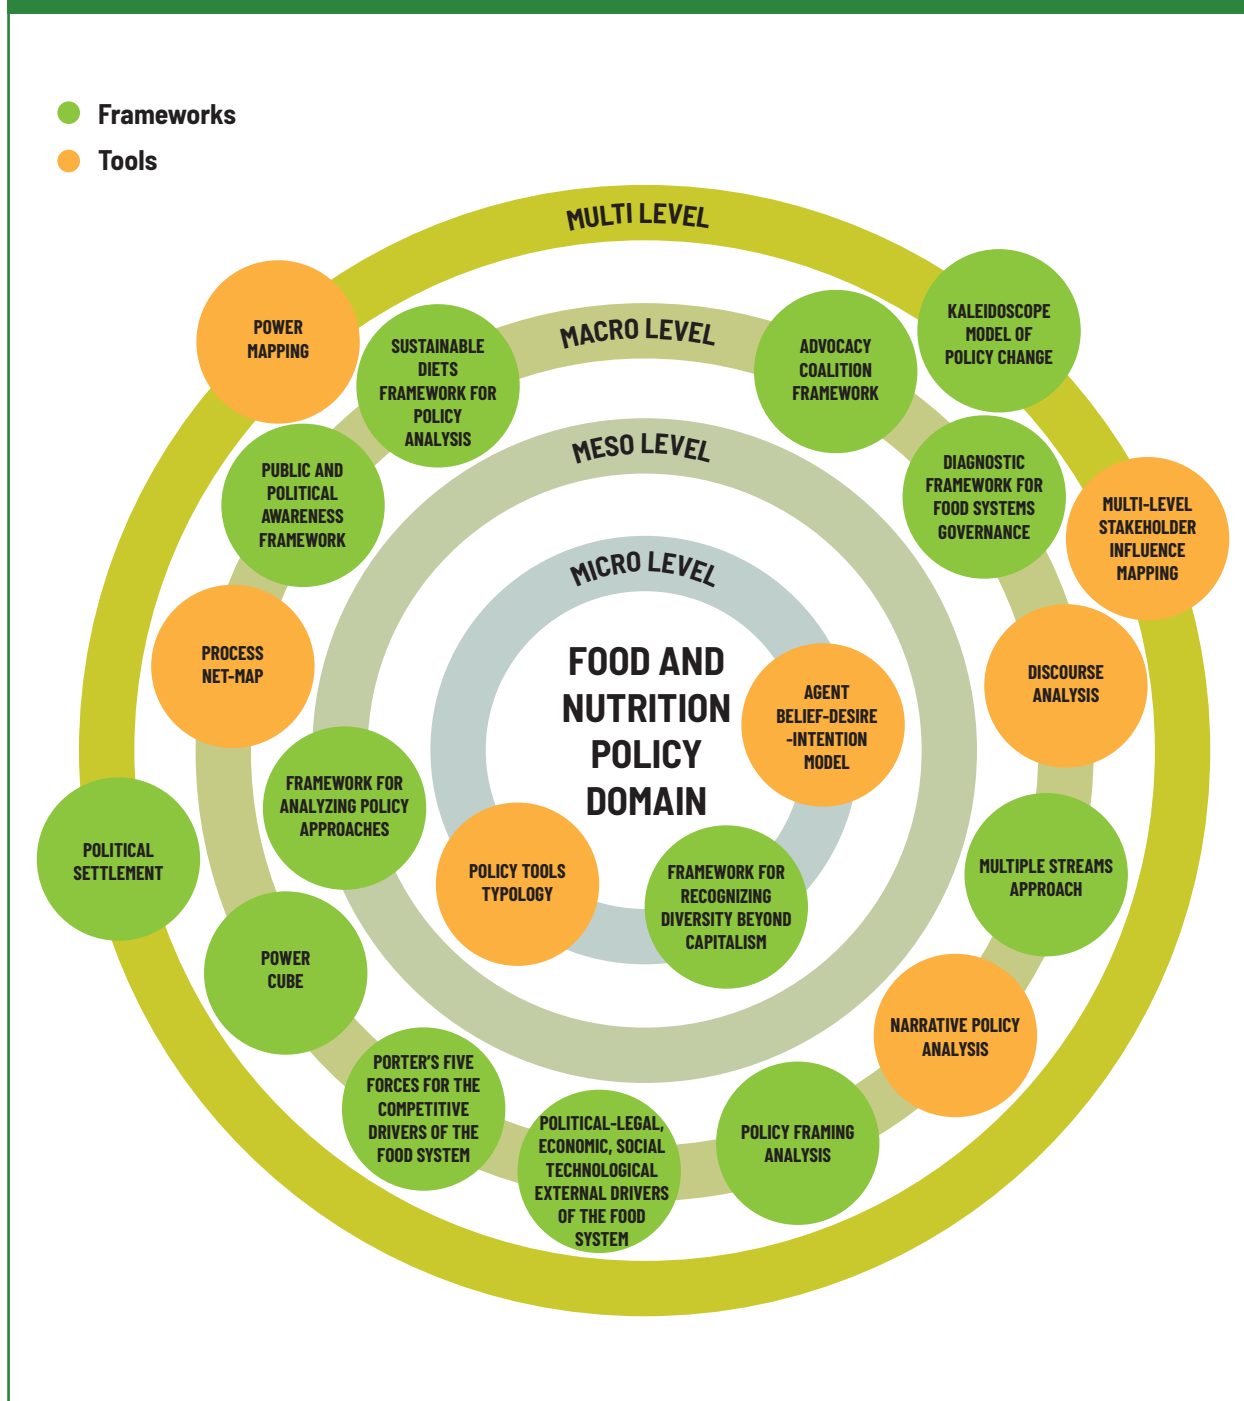 Frameworks
Tools
MULTI LEVEL
POWER
MAPPING
KALEIDOSCOPE
MODEL OF
POLICY CHANGE
MULTI-LEVEL
STAKEHOLDER
INFLUENCE
MAPPING
POLITICAL
SETTLEMENT
MACRO LEVEL
SUSTAINABLE
DIETS
FRAMEWORK FOR
POLICY
ANALYSIS
ADVOCACY
COALITION
FRAMEWORK
PUBLIC AND
POLITICAL
AWARENESS
FRAMEWORK
DIAGNOSTIC
FRAMEWORK FOR
FOOD SYSTEMS
GOVERNANCE
PROCESS
NET-MAP
DISCOURSE
ANALYSIS
MULTIPLE STREAMS
APPROACH
POWER
CUBE
NARRATIVE POLICY
ANALYSIS
PORTER'S FIVE
FORCES FOR THE
COMPETITIVE
DRIVERS OF THE
FOOD SYSTEM
POLITICAL-LEGAL,
ECONOMIC, SOCIAL
TECHNOLOGICAL
EXTERNAL DRIVERS
OF THE FOOD
SYSTEM
POLICY FRAMING
ANALYSIS
MESO LEVEL
FRAMEWORK FOR
ANALYZING POLICY
APPROACHES
MICRO LEVEL
AGENT
BELIEF-DESIRE
-INTENTION
MODEL
POLICY TOOLS
TYPOLOGY
FRAMEWORK FOR
RECOGNIZING
DIVERSITY BEYOND
CAPITALISM
FOOD AND
NUTRITION
POLICY
DOMAIN